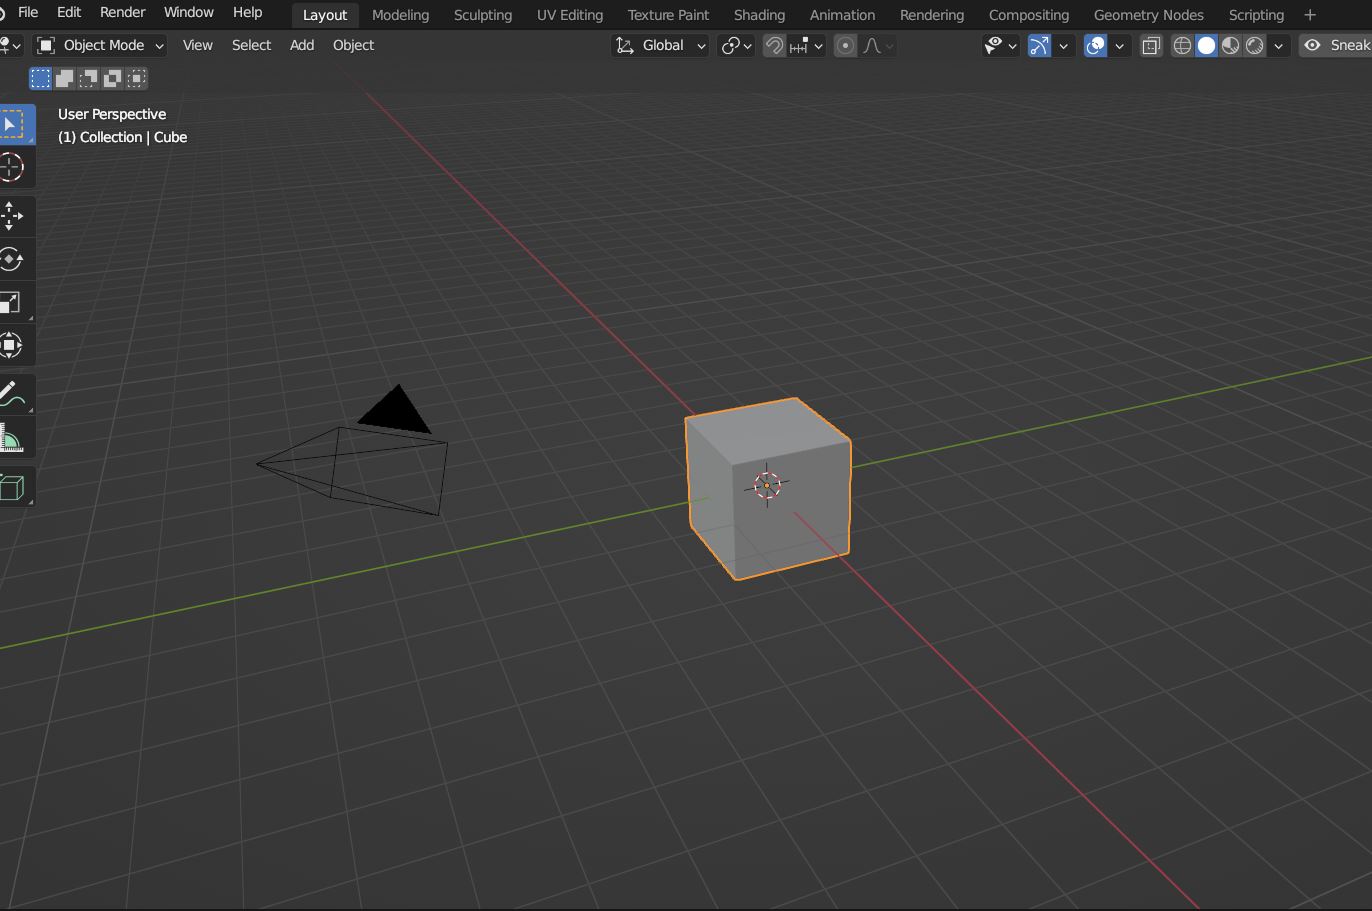 File Edit Render Window Help Layout Modeling Sculpting UV Editing Texture Paint Shading Animation Rendering Compositing Geometry Nodes Scripting +
Object Mode View Select Add Object Global Sneak
User Perspective
(1) Collection | Cube